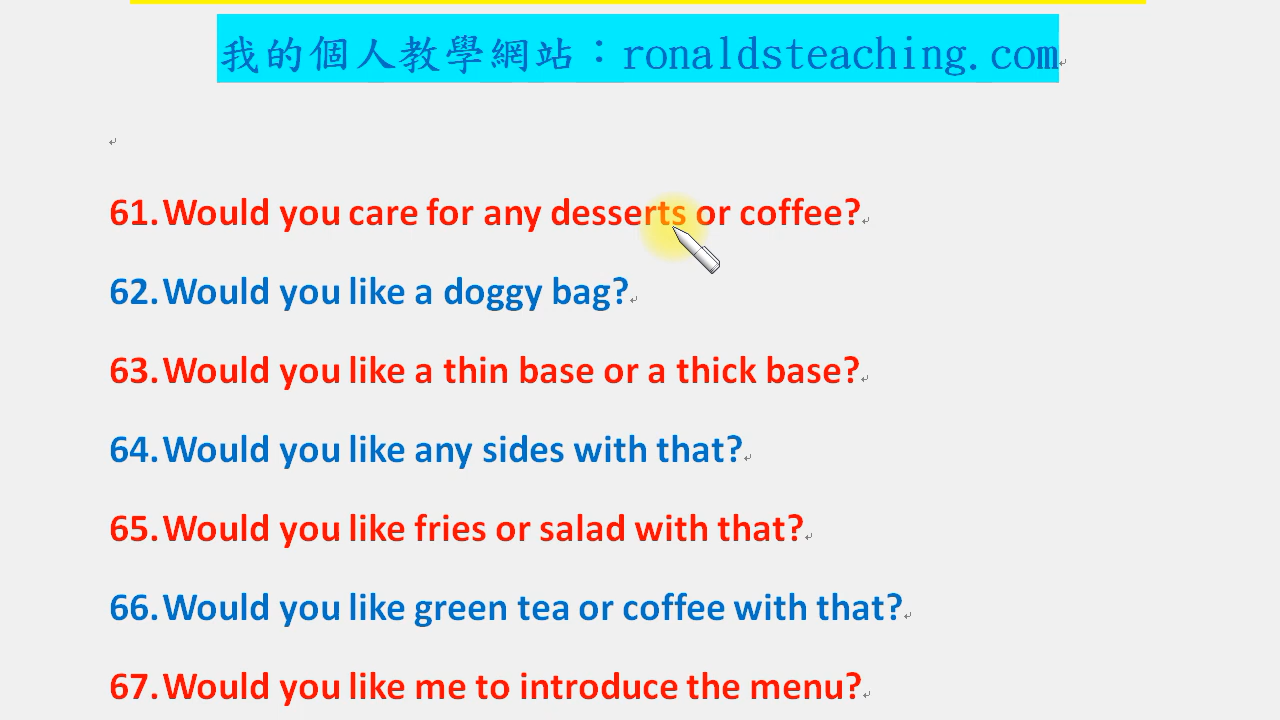 我的個人教學網站：ronaldsteaching.com
61.Would you care for any desserts or coffee?
62.Would you like a doggy bag?
63.Would you like a thin base or a thick base?
64.Would you like any sides with that?
65.Would you like fries or salad with that?
66.Would you like green tea or coffee with that?
67.Would you like me to introduce the menu?